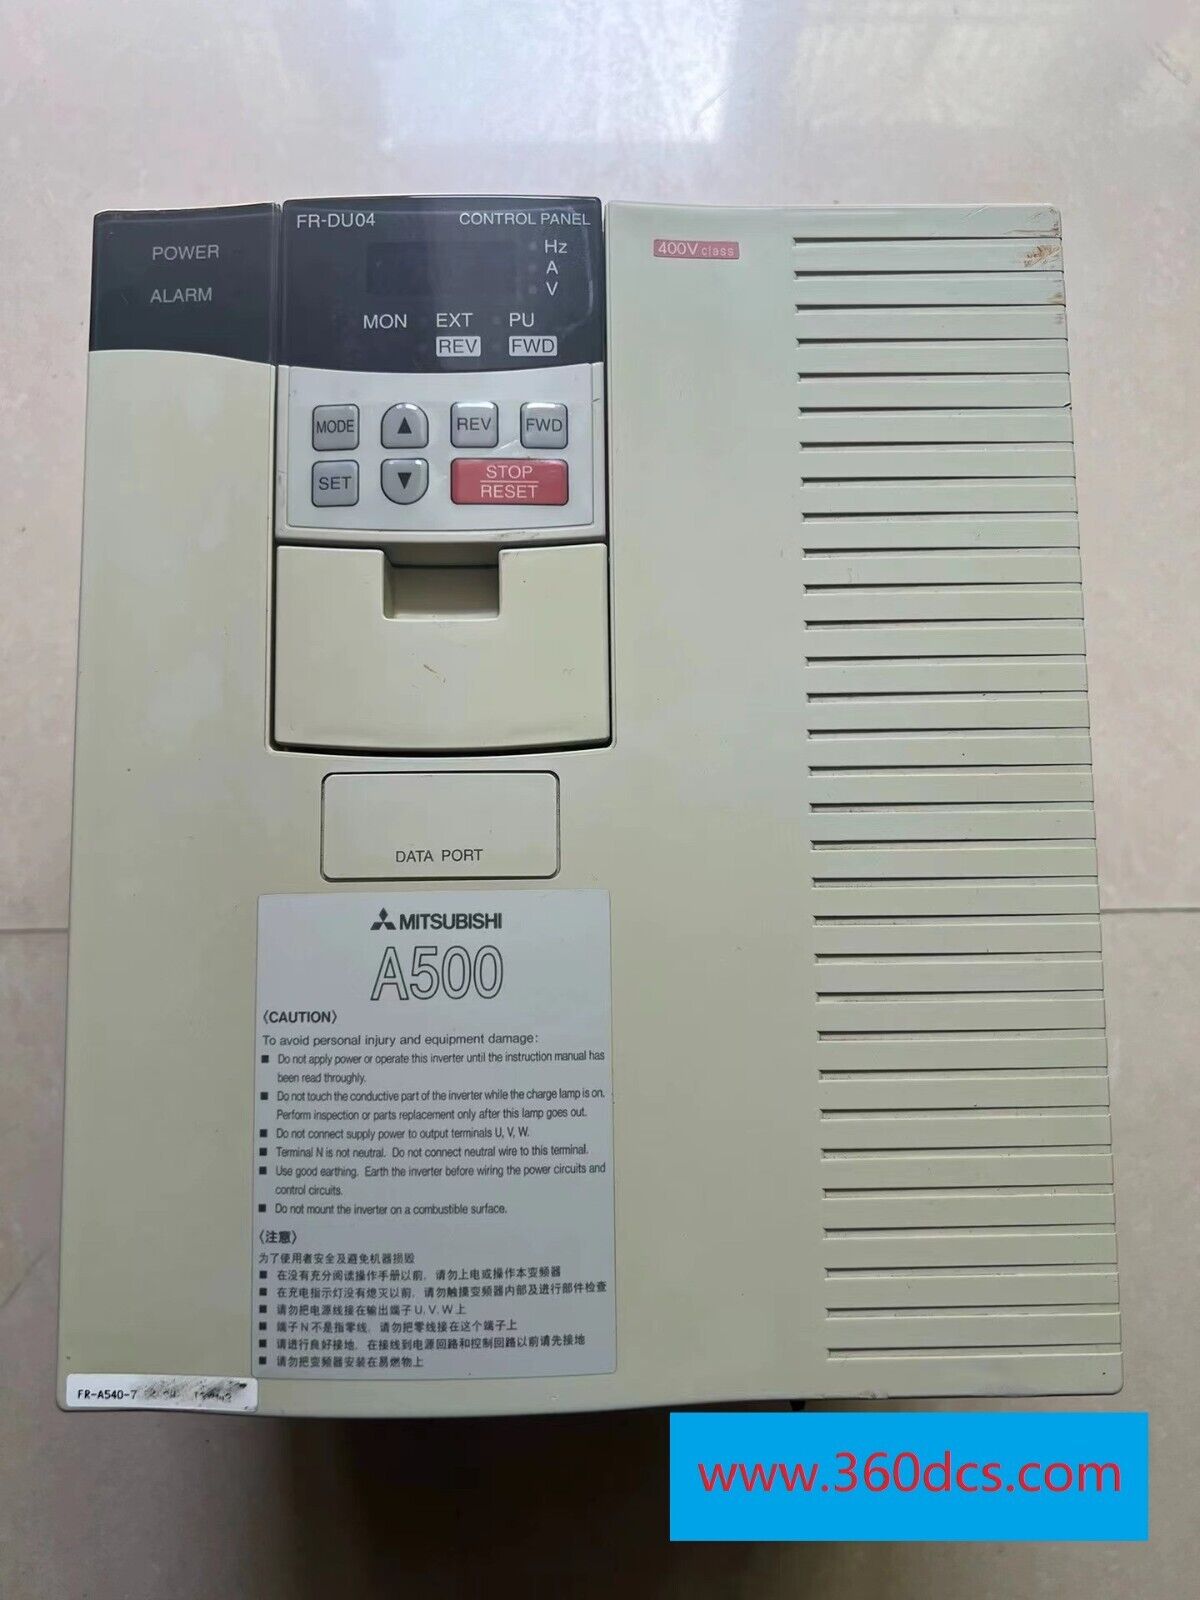 FR-DU04 CONTROL PANEL
POWER
ALARM
Hz
A
V
MON EXT PU
REV FWD
400V class
MODE ▲ REV FWD
SET ▼ STOP
RESET
DATA PORT
MITSUBISHI
A500
〈CAUTION〉
To avoid personal injury and equipment damage:
■ Do not apply power or operate this inverter until the instruction manual has
been read throughly.
■ Do not touch the conductive part of the inverter while the charge lamp is on.
Perform inspection or parts replacement only after this lamp goes out.
■ Do not connect supply power to output terminals U, V, W.
■ Terminal N is not neutral. Do not connect neutral wire to this terminal.
■ Use good earthing. Earth the inverter before wiring the power circuits and
control circuits.
■ Do not mount the inverter on a combustible surface.
〈注意〉
为了使用者安全及避免机器损毁
■ 在没有充分阅读操作手册以前，请勿上电或操作本变频器
■ 在充电指示灯没有熄灭以前，请勿触摸变频器内部及进行部件检查
■ 请勿把电源线接在输出端子 U, V, W 上
■ 端子 N 不是指零线，请勿把零线接在这个端子上
■ 请进行良好接地，在接线到电源回路和控制回路以前请先接地
■ 请勿把变频器安装在易燃物上
FR-A540-7
www.360dcs.com